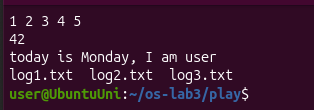 1 2 3 4 5
42
today is Monday, I am user
log1.txt  log2.txt  log3.txt
user@UbuntuUni:~/os-lab3/play$